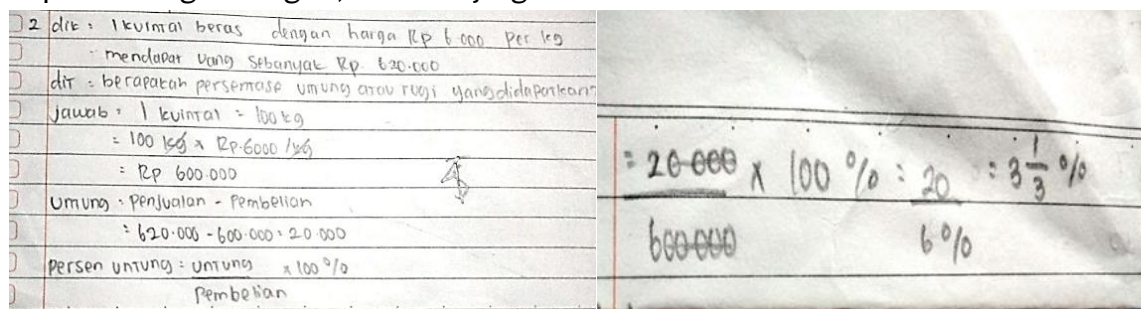 2 dik : 1 kuintal beras dengan harga Rp 6.000 per kg
mendapat uang sebanyak Rp 620.000
dit : berapakah persentase untung atau rugi yang didapatkan?
jawab : 1 kuintal = 100 kg
= 100 kg x Rp.6000 /kg
= Rp 600.000
Untung = Penjualan - Pembelian
= 620.000 - 600.000 = 20.000
Persen untung = untung x 100 %
Pembelian
= 20.000 x 100 % = 20 = 3 1/3 %
600.000 6 %